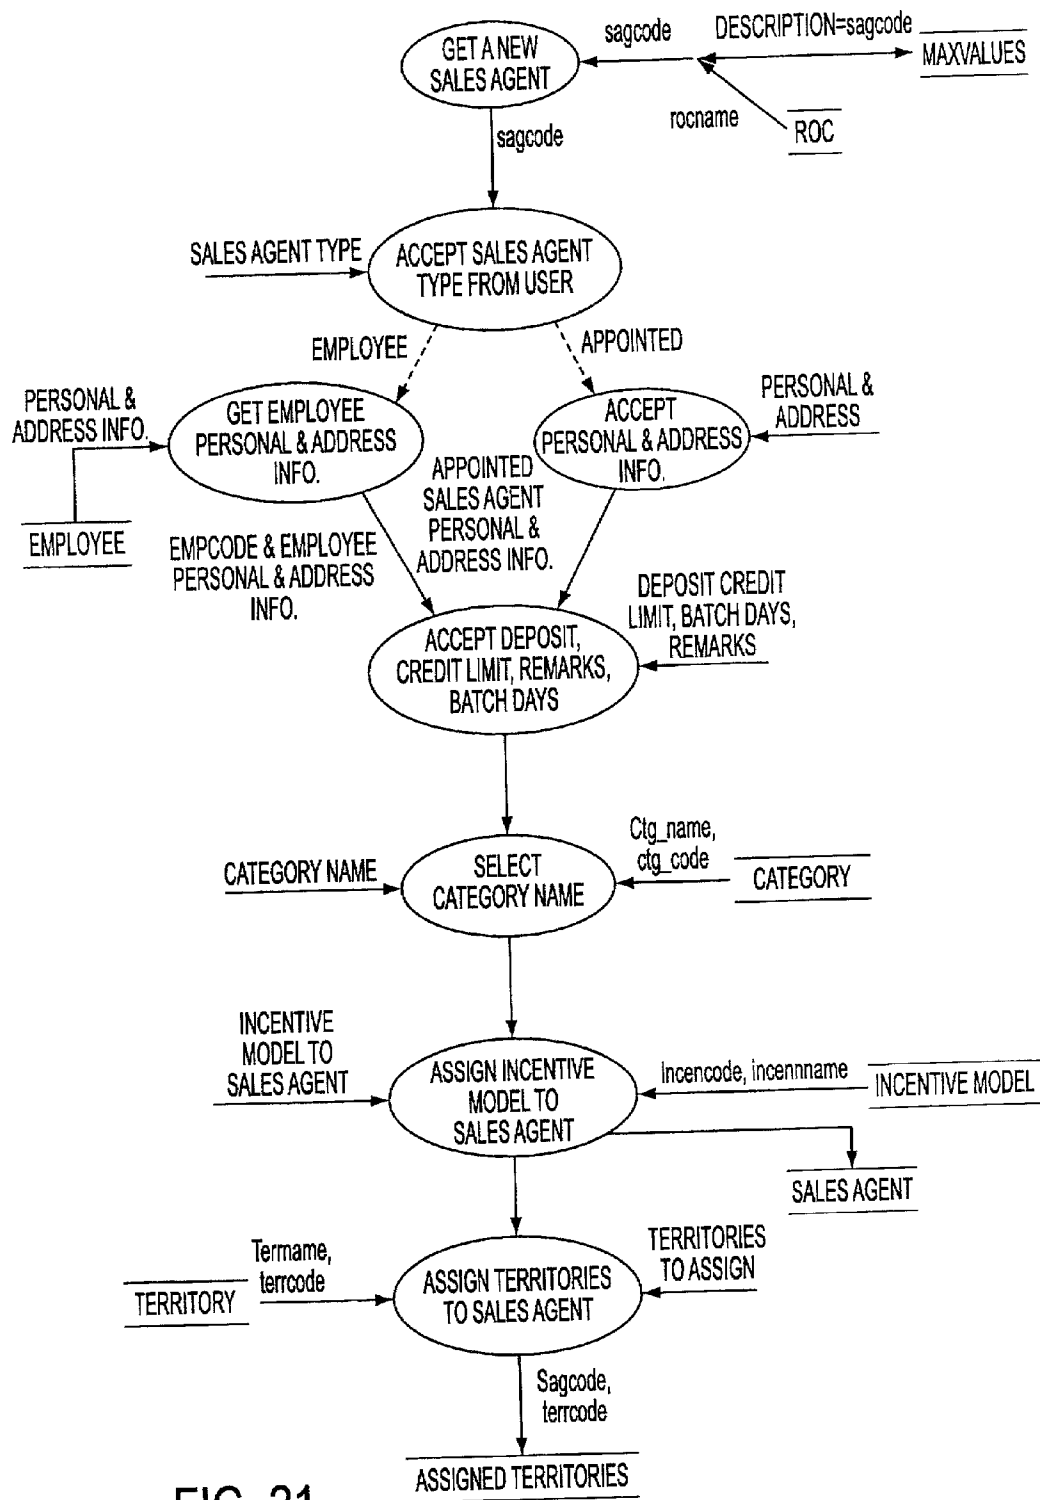 sagcode
DESCRIPTION=sagcode
MAXVALUES
GET A NEW
SALES AGENT
rocname
ROC
sagcode
SALES AGENT TYPE
ACCEPT SALES AGENT
TYPE FROM USER
EMPLOYEE
APPOINTED
PERSONAL &
ADDRESS INFO.
GET EMPLOYEE
PERSONAL & ADDRESS
INFO.
ACCEPT
PERSONAL & ADDRESS
INFO.
PERSONAL &
ADDRESS
EMPLOYEE
EMPCODE & EMPLOYEE
PERSONAL & ADDRESS
INFO.
APPOINTED
SALES AGENT
PERSONAL &
ADDRESS INFO.
DEPOSIT CREDIT
LIMIT, BATCH DAYS,
REMARKS
ACCEPT DEPOSIT,
CREDIT LIMIT, REMARKS,
BATCH DAYS
CATEGORY NAME
SELECT
CATEGORY NAME
Ctg_name,
ctg_code
CATEGORY
INCENTIVE
MODEL TO
SALES AGENT
ASSIGN INCENTIVE
MODEL TO
SALES AGENT
Incencode, incennname
INCENTIVE MODEL
SALES AGENT
Terrname,
terrcode
TERRITORY
ASSIGN TERRITORIES
TO SALES AGENT
TERRITORIES
TO ASSIGN
Sagcode,
terrcode
ASSIGNED TERRITORIES
FIG. 21